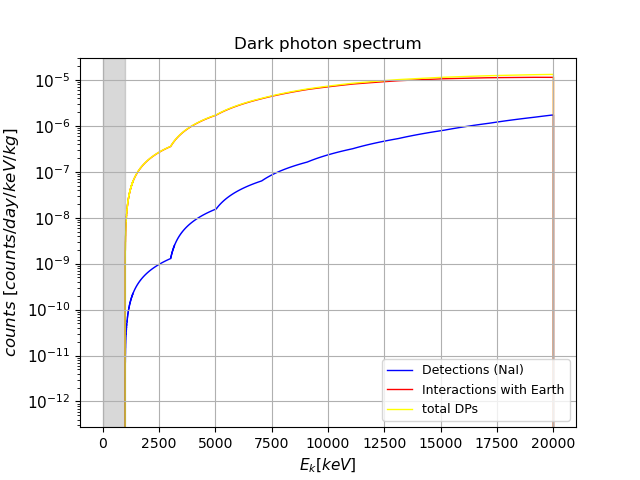 Dark photon spectrum
counts [counts/day/keV/kg]
10⁻⁵
10⁻⁶
10⁻⁷
10⁻⁸
10⁻⁹
10⁻¹⁰
10⁻¹¹
10⁻¹²
Detections (NaI)
Interactions with Earth
total DPs
0 2500 5000 7500 10000 12500 15000 17500 20000
Eₖ[keV]